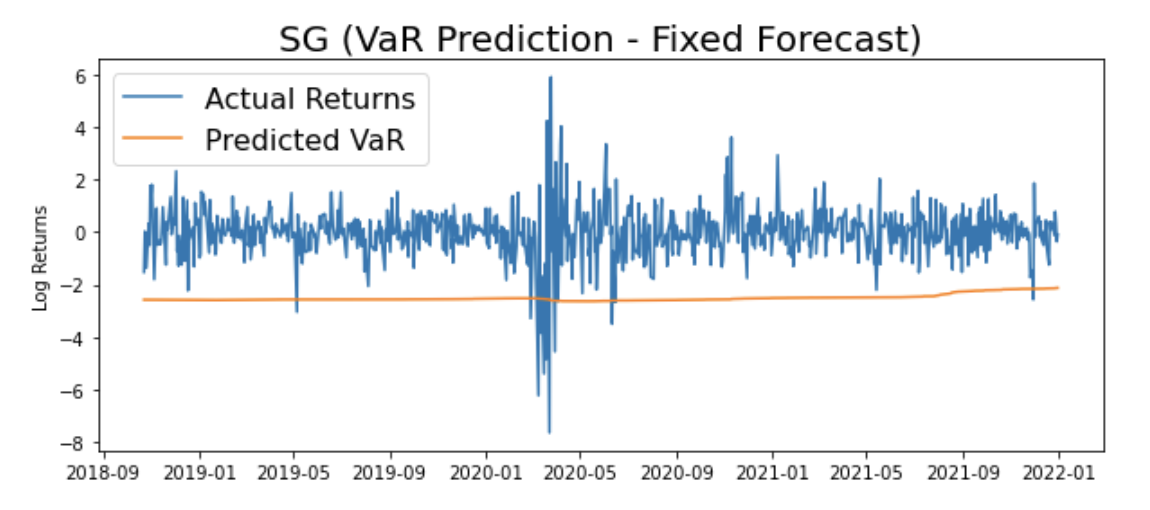 SG (VaR Prediction - Fixed Forecast)
Actual Returns
Predicted VaR
Log Returns
6
4
2
0
−2
−4
−6
−8
2018-09 2019-01 2019-05 2019-09 2020-01 2020-05 2020-09 2021-01 2021-05 2021-09 2022-01